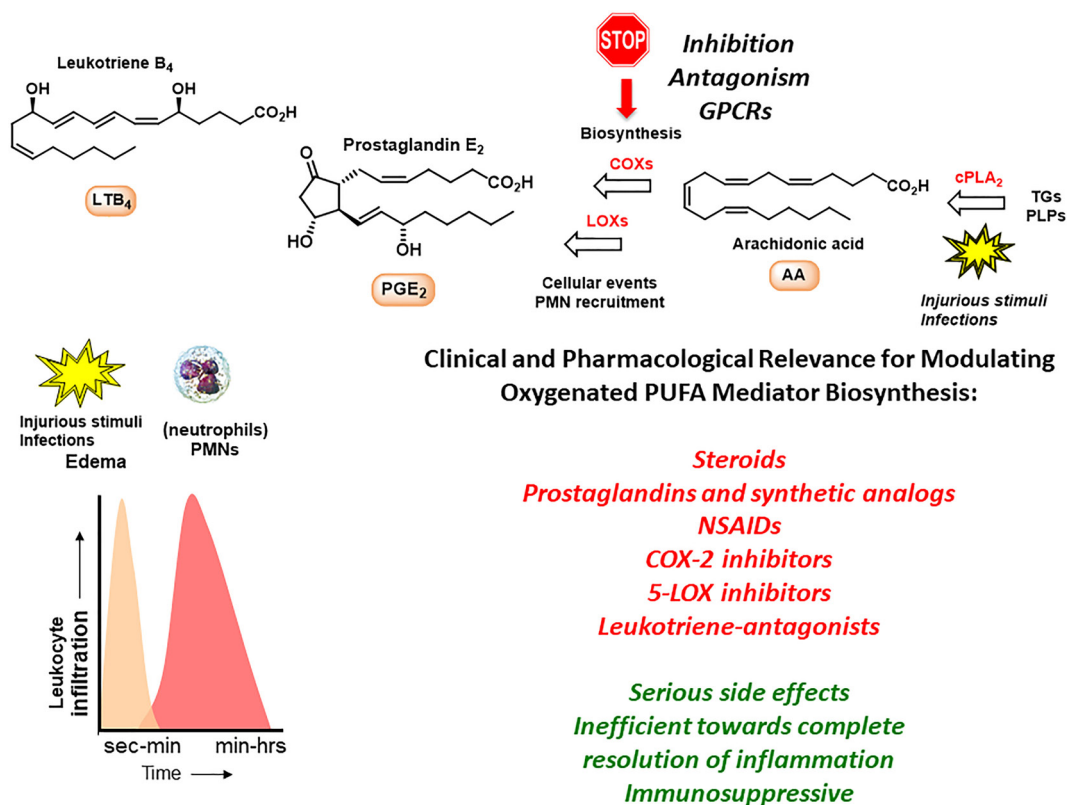 STOP
Inhibition
Antagonism
GPCRs
Leukotriene B4
OH
OH
CO2H
LTB4
Biosynthesis
Prostaglandin E2
O
CO2H
HO
OH
PGE2
COXs
LOXs
Cellular events
PMN recruitment
CO2H
Arachidonic acid
AA
cPLA2
TGs
PLPs
Injurious stimuli
Infections
Injurious stimuli
Infections
Edema
(neutrophils)
PMNs
Leukocyte
infiltration
sec-min
min-hrs
Time
Clinical and Pharmacological Relevance for Modulating
Oxygenated PUFA Mediator Biosynthesis:
Steroids
Prostaglandins and synthetic analogs
NSAIDs
COX-2 inhibitors
5-LOX inhibitors
Leukotriene-antagonists
Serious side effects
Inefficient towards complete
resolution of inflammation
Immunosuppressive